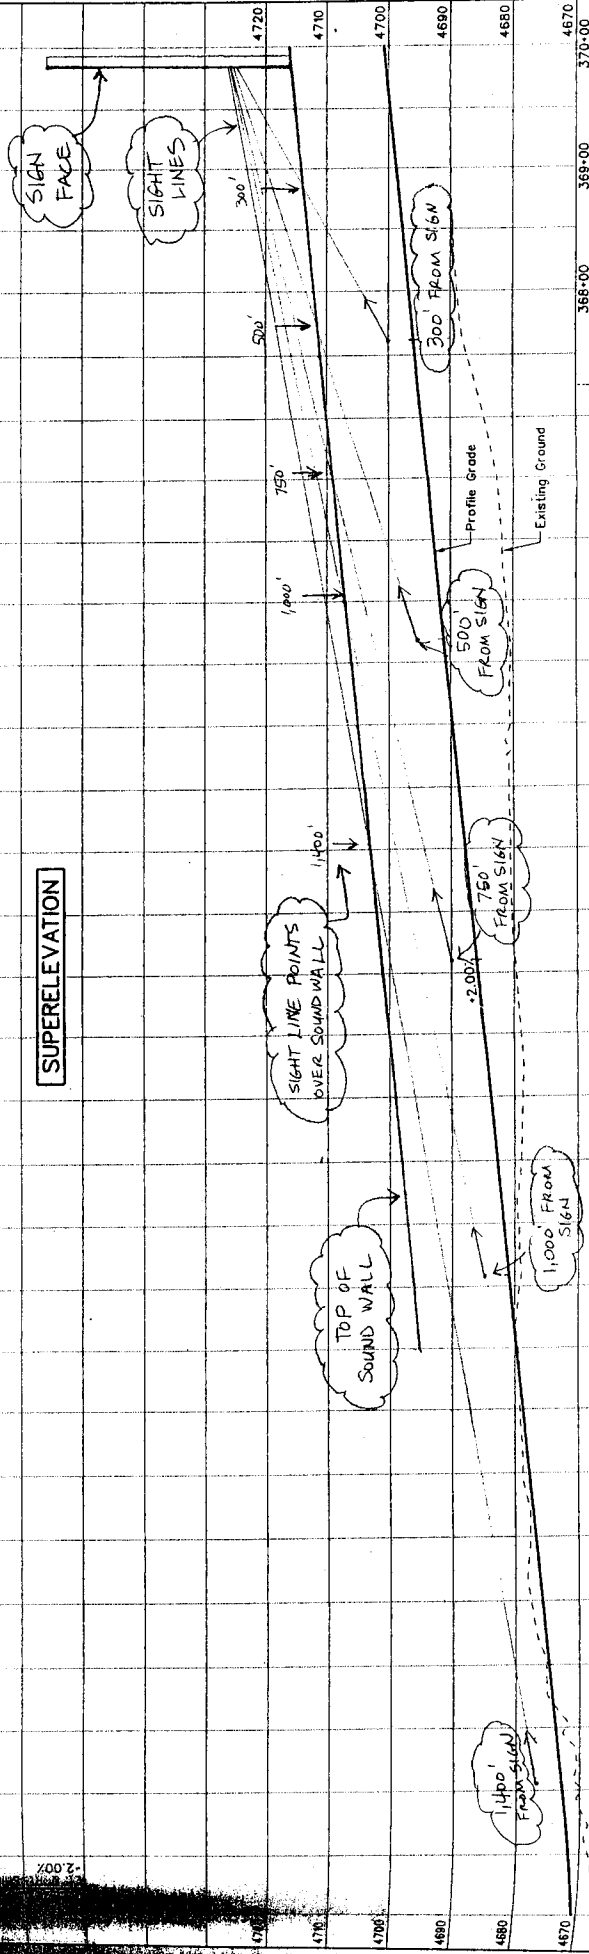 SUPERELEVATION
SIGN
FACE
SIGHT
LINES
300'
500'
750'
1,000'
1,400'
SIGHT LINE POINTS
OVER SOUNDWALL
TOP OF
SOUND WALL
300' FROM SIGN
500'
FROM SIGN
750'
FROM SIGN
1,000' FROM
SIGN
1,400'
FROM SIGN
Profile Grade
Existing Ground
+2.00%
-2.00%
4720
4710
4700
4690
4680
4670
4710
4700
4690
4680
4670
370+00
369+00
368+00